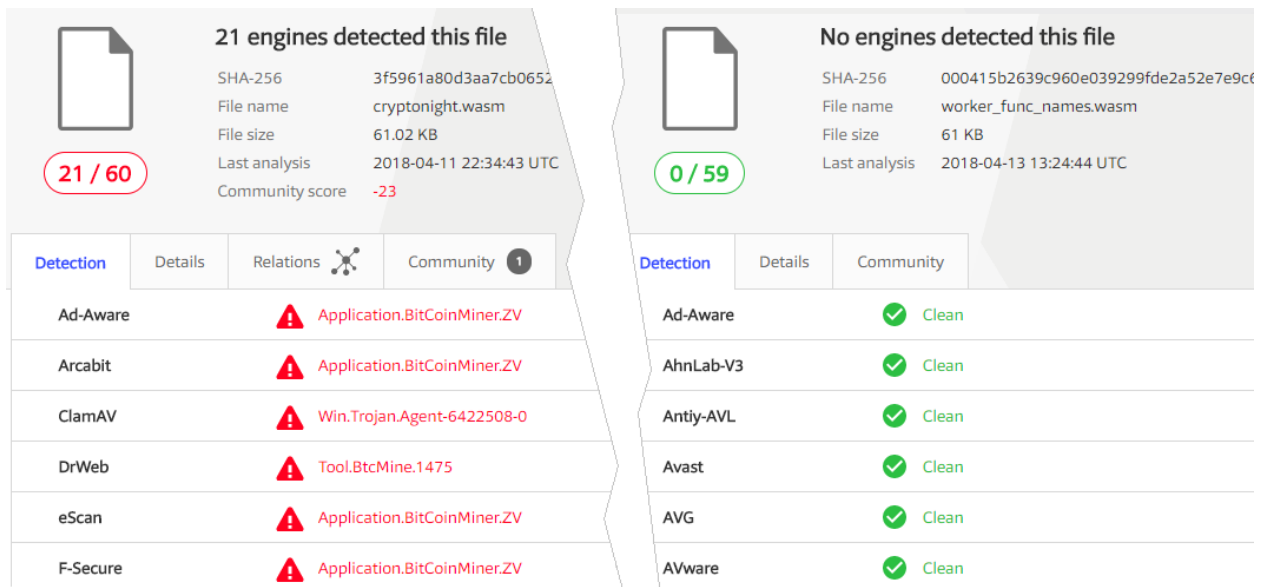 21 engines detected this file
SHA-256 3f5961a80d3aa7cb0652
File name cryptonight.wasm
File size 61.02 KB
Last analysis 2018-04-11 22:34:43 UTC
Community score -23
21 / 60
Detection Details Relations Community 1
Ad-Aware Application.BitCoinMiner.ZV
Arcabit Application.BitCoinMiner.ZV
ClamAV Win.Trojan.Agent-6422508-0
DrWeb Tool.BtcMine.1475
eScan Application.BitCoinMiner.ZV
F-Secure Application.BitCoinMiner.ZV
No engines detected this file
SHA-256 000415b2639c960e039299fde2a52e7e9c6
File name worker_func_names.wasm
File size 61 KB
Last analysis 2018-04-13 13:24:44 UTC
0 / 59
Detection Details Community
Ad-Aware Clean
AhnLab-V3 Clean
Antiy-AVL Clean
Avast Clean
AVG Clean
AVware Clean